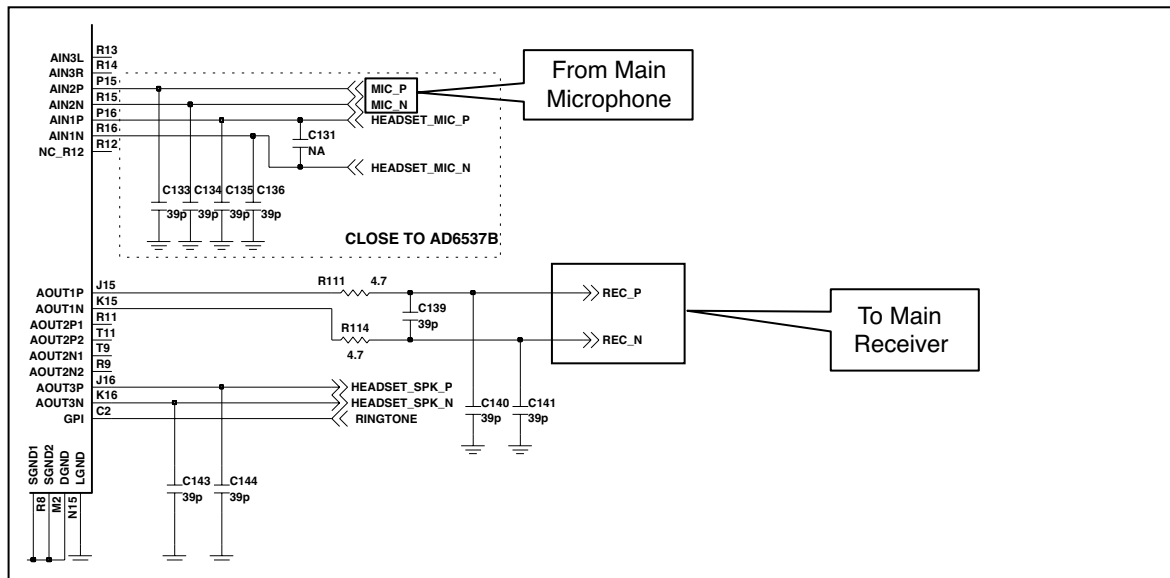 AIN3L R13
AIN3R R14
AIN2P P15 MIC_P
AIN2N R15 MIC_N
AIN1P P16 HEADSET_MIC_P
AIN1N R16
NC_R12 R12
From Main
Microphone
C131
NA
HEADSET_MIC_N
C133 C134 C135 C136
39p 39p 39p 39p
CLOSE TO AD6537B
AOUT1P J15 R111 4.7 REC_P
AOUT1N K15
AOUT2P1 R11
AOUT2P2 T11
AOUT2N1 T9
AOUT2N2 R9
AOUT3P J16 HEADSET_SPK_P
AOUT3N K16 HEADSET_SPK_N
GPI C2 RINGTONE
C139
39p
R114
4.7
REC_N
To Main
Receiver
C140 C141
39p 39p
SGND1
SGND2
DGND
LGND
R8
M2
N15
C143 C144
39p 39p